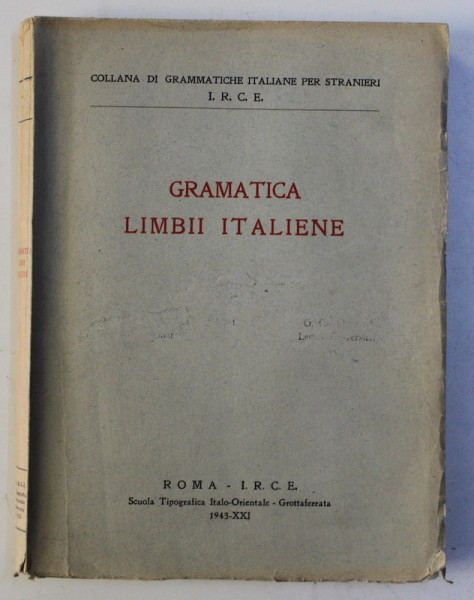 COLLANA DI GRAMMATICHE ITALIANE PER STRANIERI
I. R. C. E.
GRAMATICA
LIMBII ITALIENE
ROMA - I. R. C. E.
Scuola Tipografica Italo-Orientale - Grottaferrata
1943-XXI